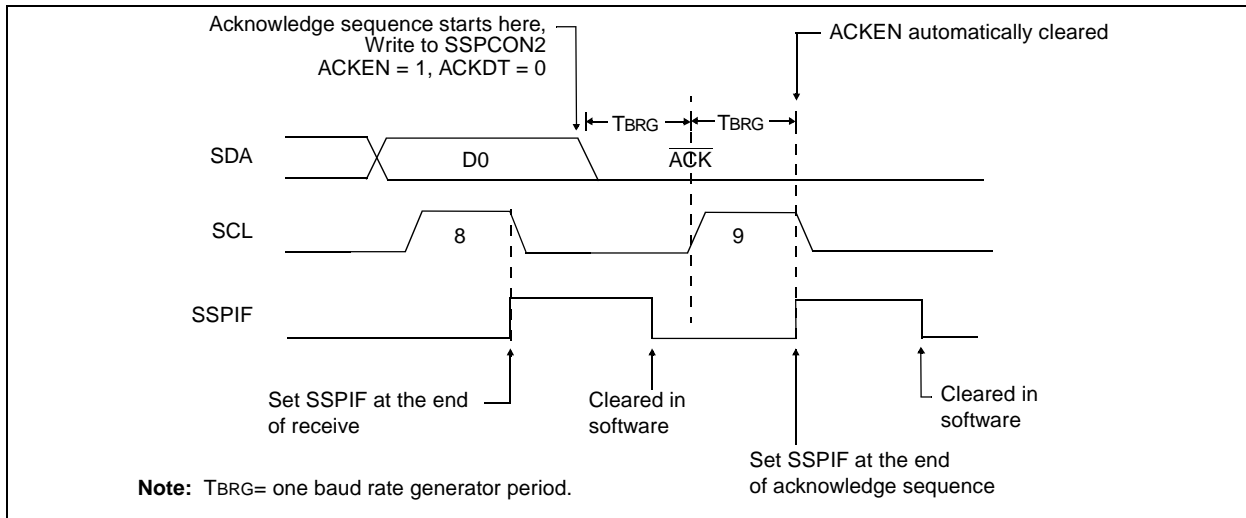 Acknowledge sequence starts here,
Write to SSPCON2
ACKEN = 1, ACKDT = 0
ACKEN automatically cleared
TBRG
TBRG
SDA
D0
ACK
SCL
8
9
SSPIF
Set SSPIF at the end
of receive
Cleared in
software
Set SSPIF at the end
of acknowledge sequence
Cleared in
software
Note: TBRG= one baud rate generator period.